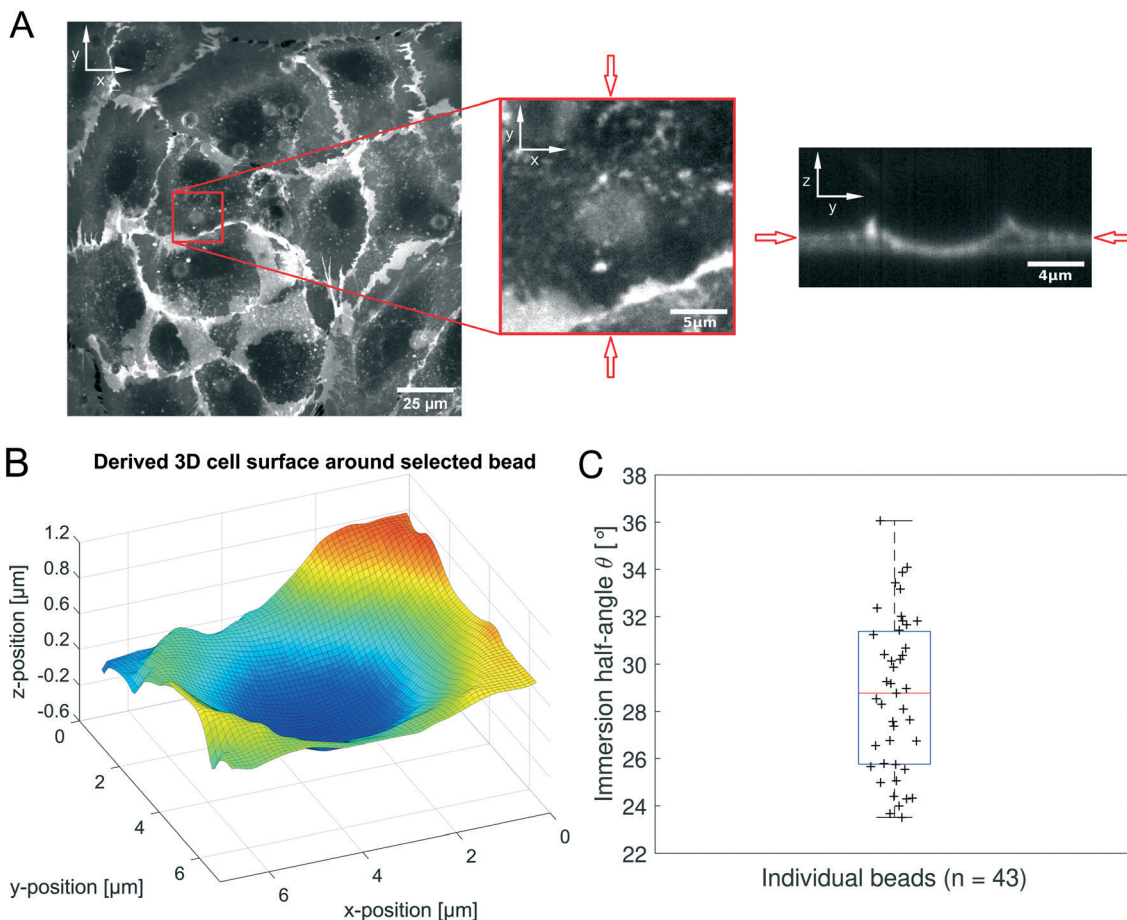 A
y
x
25 μm
y
x
5μm
z
y
4μm
B
Derived 3D cell surface around selected bead
1.2
0.8
0.6
0.2
-0.2
-0.6
z-position [μm]
0
2
4
6
y-position [μm]
6
4
2
0
x-position [μm]
C
38
36
34
32
30
28
26
24
22
Immersion half-angle θ [°]
Individual beads (n = 43)